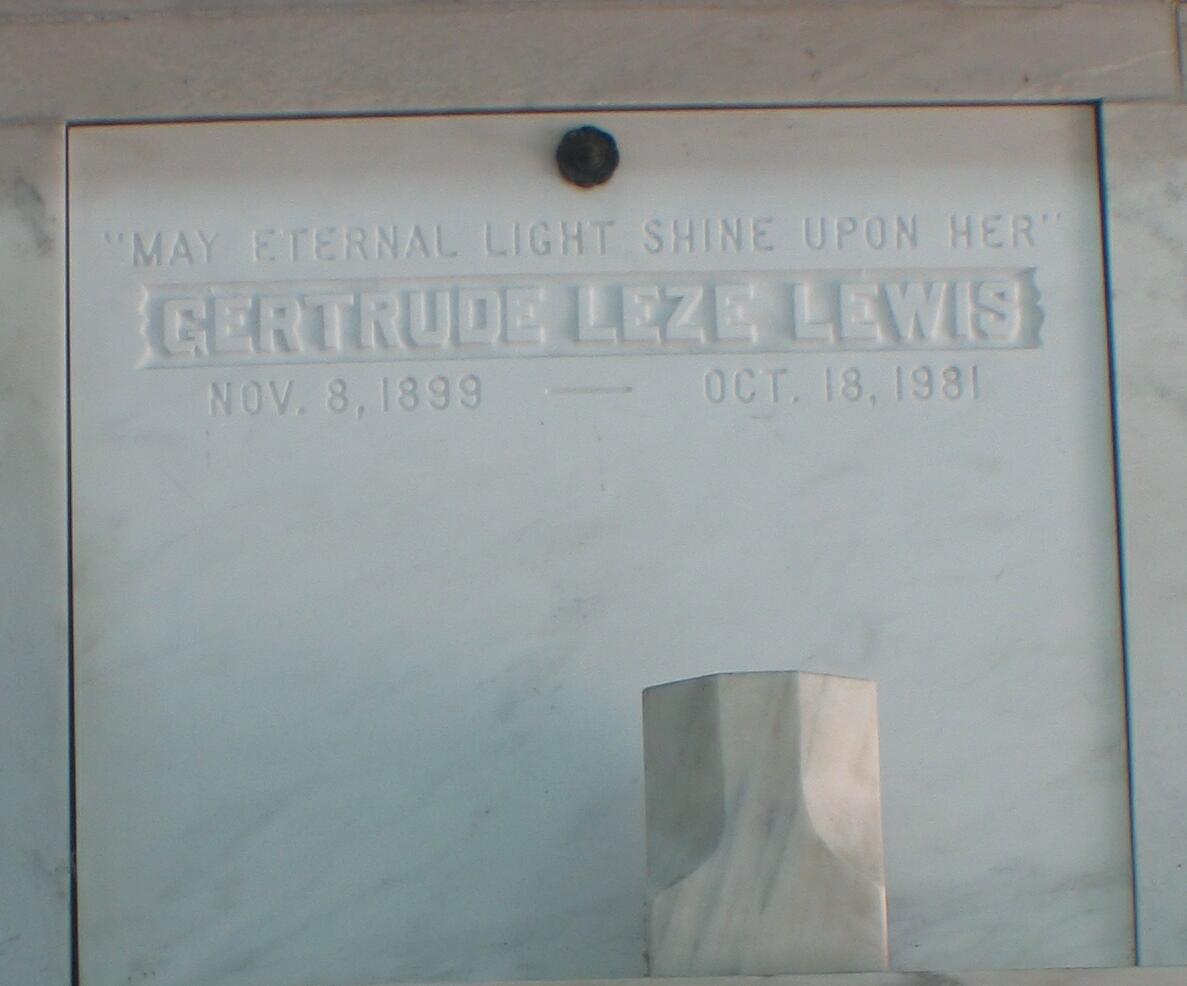 "MAY ETERNAL LIGHT SHINE UPON HER"
GERTRUDE LEZE LEWIS
NOV. 8, 1899 — OCT. 18, 1981